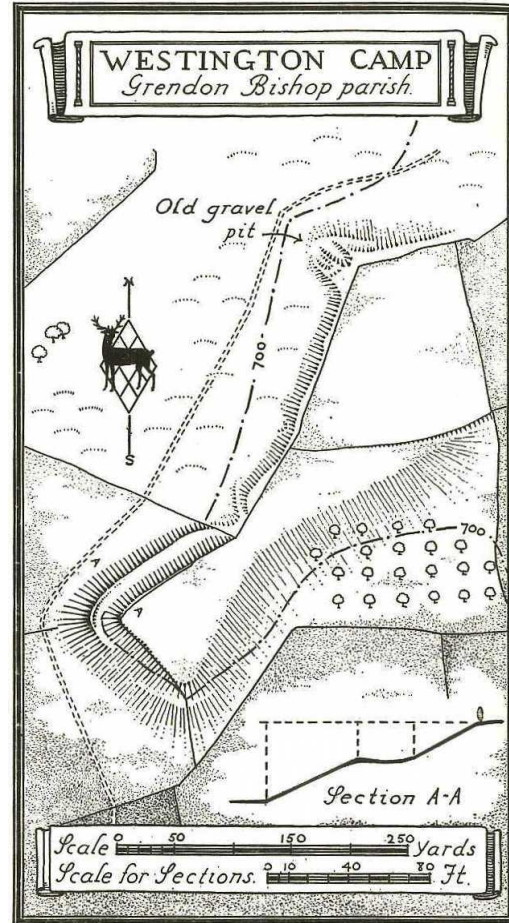 WESTINGTON CAMP
Grendon Bishop parish.
Old gravel
pit
N
700
S
A
700
A
Section A-A
Scale 0 50 150 250 Yards
Scale for Sections. 0 10 40 80 Ft.